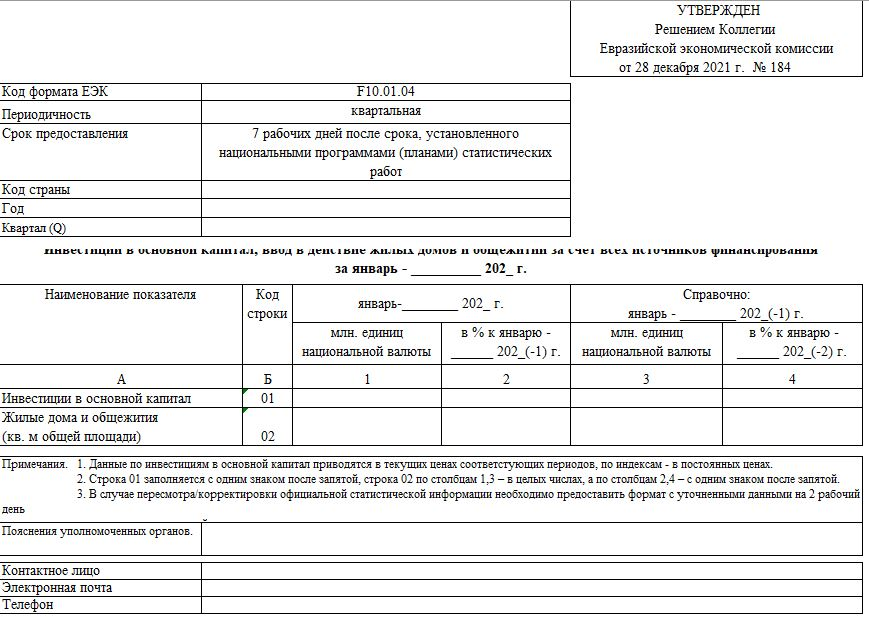 УТВЕРЖДЕН
Решением Коллегии
Евразийской экономической комиссии
от 28 декабря 2021 г. № 184
Код формата ЕЭК F10.01.04
Периодичность квартальная
Срок предоставления 7 рабочих дней после срока, установленного
национальными программами (планами) статистических
работ
Код страны
Год
Квартал (Q)
Инвестиции в основной капитал, ввод в действие жилых домов и общежитий за счет всех источников финансирования
за январь - __________ 202_ г.
Наименование показателя Код
строки
январь-________ 202_ г.
Справочно:
январь - ________ 202_(-1) г.
млн. единиц
национальной валюты
в % к январю -
______ 202_(-1) г.
млн. единиц
национальной валюты
в % к январю -
______ 202_(-2) г.
А Б 1 2 3 4
Инвестиции в основной капитал 01
Жилые дома и общежития
(кв. м общей площади) 02
Примечания. 1. Данные по инвестициям в основной капитал приводятся в текущих ценах соответстующих периодов, по индексам - в постоянных ценах.
2. Строка 01 заполняется с одним знаком после запятой, строка 02 по столбцам 1,3 – в целых числах, а по столбцам 2,4 – с одним знаком после запятой.
3. В случае пересмотра/корректировки официальной статистической информации необходимо предоставить формат с уточненными данными на 2 рабочий
день
Пояснения уполномоченных органов.
Контактное лицо
Электронная почта
Телефон